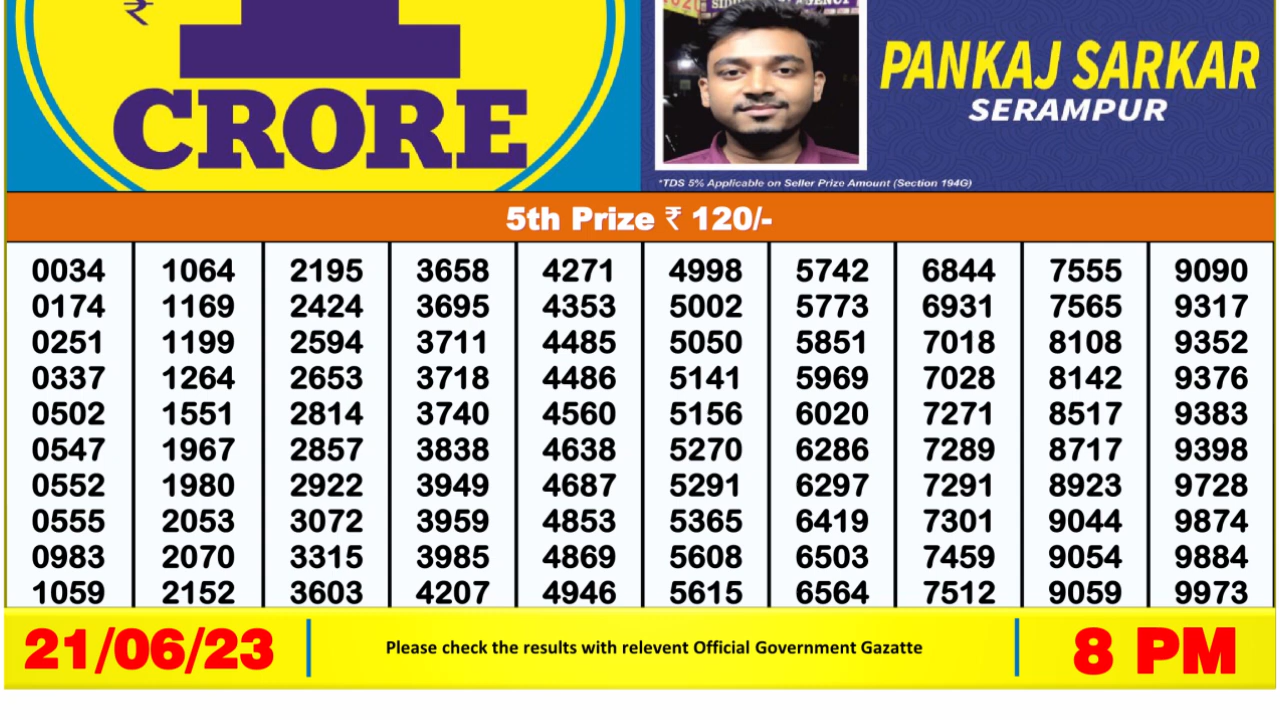 ₹
1
CRORE
PANKAJ SARKAR
SERAMPUR
*TDS 5% Applicable on Seller Prize Amount (Section 194G)
5th Prize ₹ 120/-
0034 1064 2195 3658 4271 4998 5742 6844 7555 9090
0174 1169 2424 3695 4353 5002 5773 6931 7565 9317
0251 1199 2594 3711 4485 5050 5851 7018 8108 9352
0337 1264 2653 3718 4486 5141 5969 7028 8142 9376
0502 1551 2814 3740 4560 5156 6020 7271 8517 9383
0547 1967 2857 3838 4638 5270 6286 7289 8717 9398
0552 1980 2922 3949 4687 5291 6297 7291 8923 9728
0555 2053 3072 3959 4853 5365 6419 7301 9044 9874
0983 2070 3315 3985 4869 5608 6503 7459 9054 9884
1059 2152 3603 4207 4946 5615 6564 7512 9059 9973
21/06/23
Please check the results with relevent Official Government Gazatte
8 PM